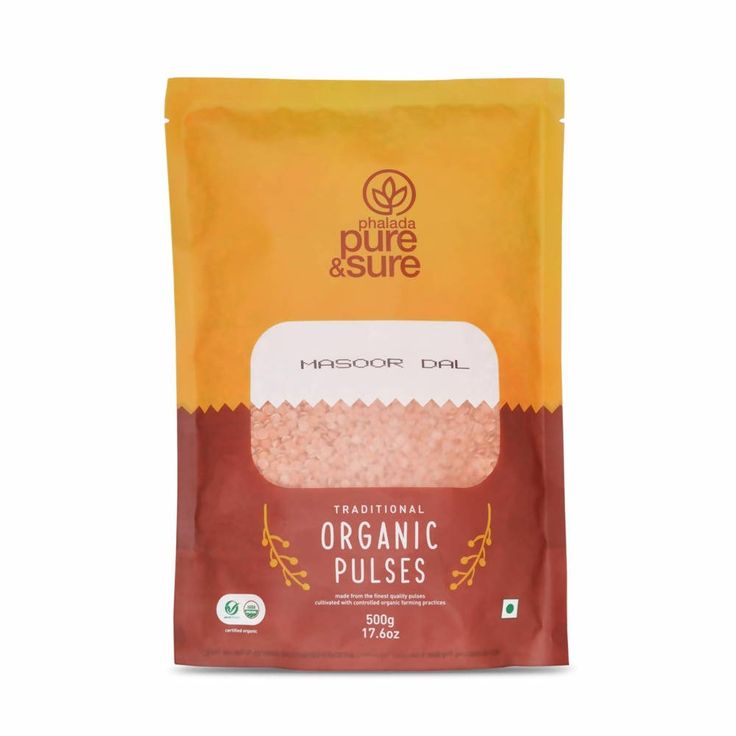 phalada
pure
&sure
MASOOR DAL
TRADITIONAL
ORGANIC
PULSES
made from the finest quality pulses
cultivated with controlled organic farming practices
500g
17.6oz
certified organic